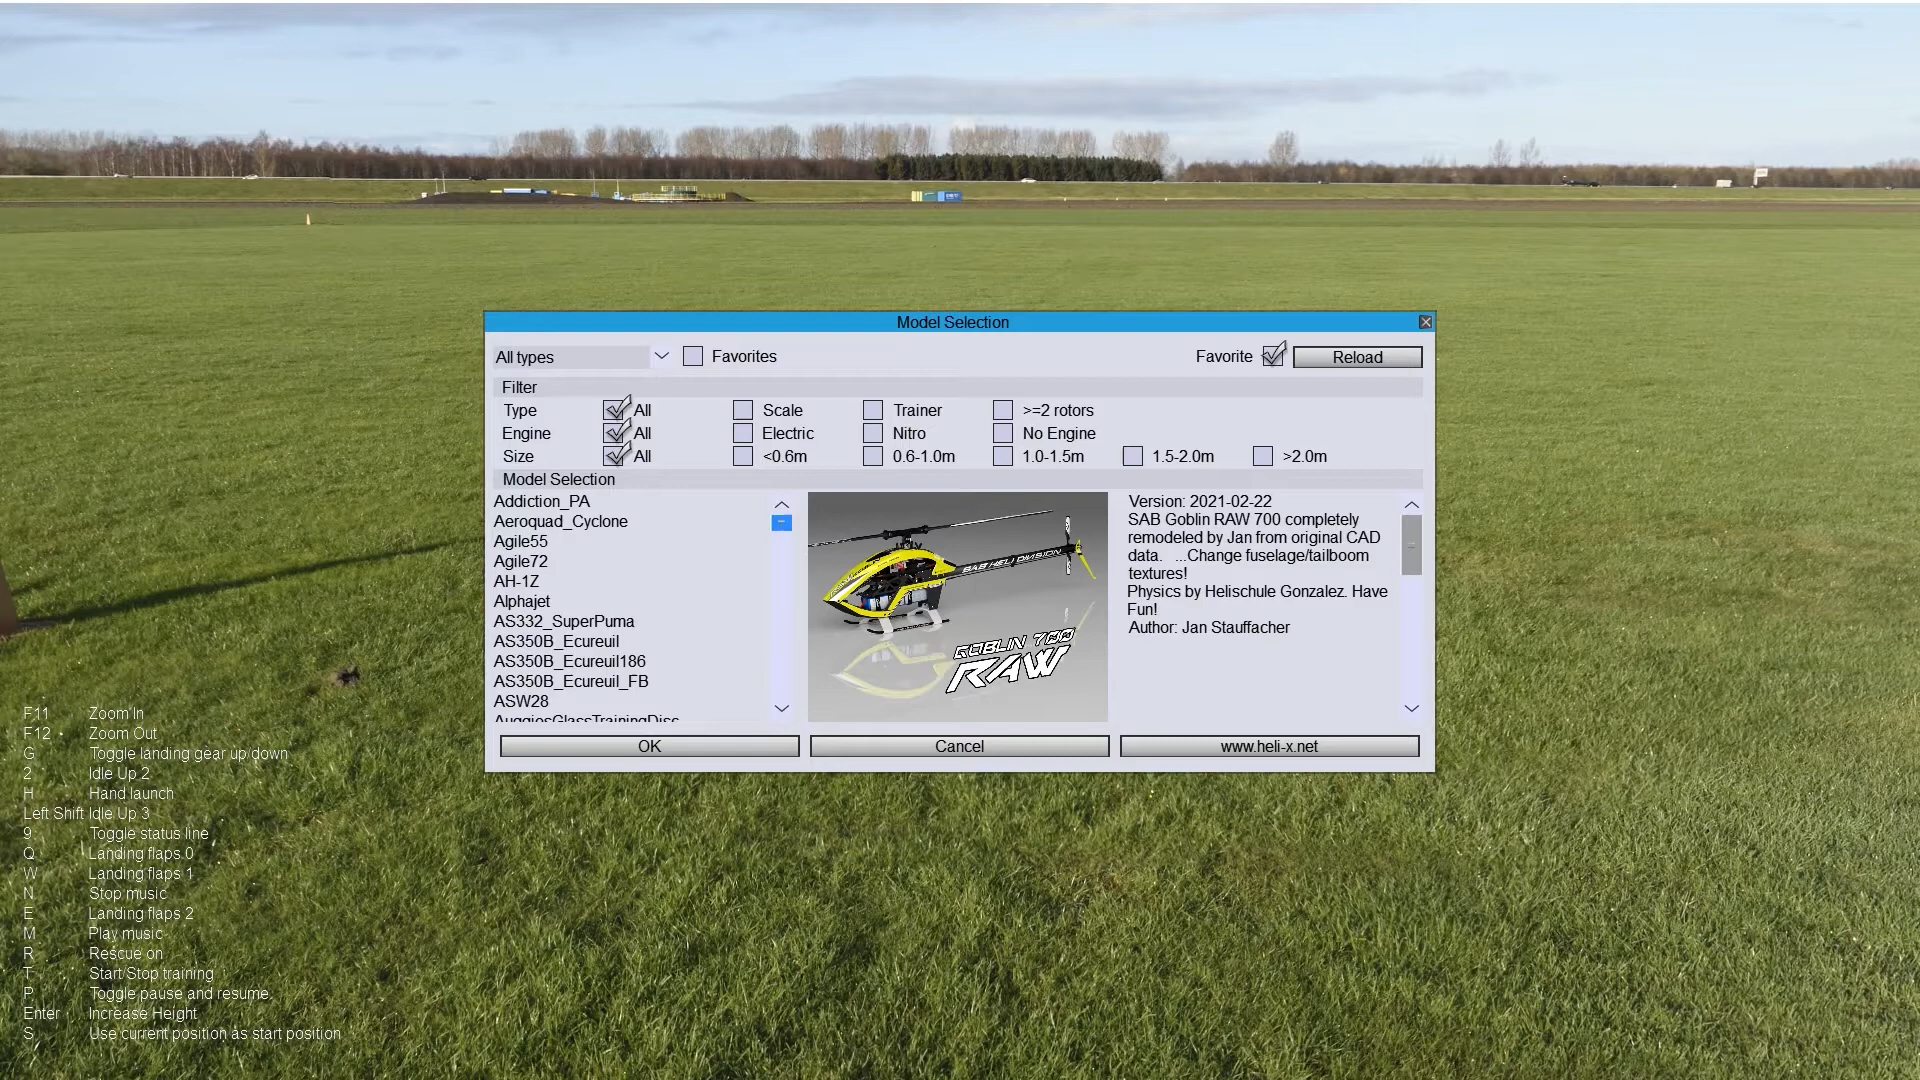 Model Selection
All types
Favorites
Favorite
Reload
Filter
Type All Scale Trainer >=2 rotors
Engine All Electric Nitro No Engine
Size All <0.6m 0.6-1.0m 1.0-1.5m 1.5-2.0m >2.0m
Model Selection
Addiction_PA
Aeroquad_Cyclone
Agile55
Agile72
AH-1Z
Alphajet
AS332_SuperPuma
AS350B_Ecureuil
AS350B_Ecureuil186
AS350B_Ecureuil_FB
ASW28
AuggiesGlassTrainingDisc
SAB HELI DIVISION
GOBLIN 700
RAW
Version: 2021-02-22
SAB Goblin RAW 700 completely
remodeled by Jan from original CAD
data. ...Change fuselage/tailboom
textures!
Physics by Helischule Gonzalez. Have
Fun!
Author: Jan Stauffacher
OK
Cancel
www.heli-x.net
F11 Zoom In
F12 Zoom Out
G Toggle landing gear up/down
2 Idle Up 2
H Hand launch
Left Shift Idle Up 3
9 Toggle status line
Q Landing flaps 0
W Landing flaps 1
N Stop music
E Landing flaps 2
M Play music
R Rescue on
T Start/Stop training
P Toggle pause and resume
Enter Increase Height
S Use current position as start position